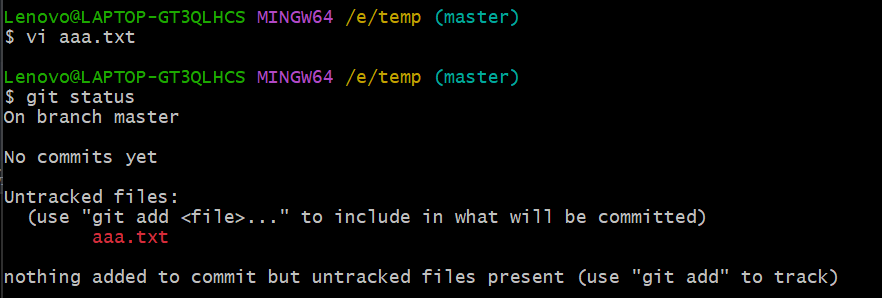 Lenovo@LAPTOP-GT3QLHCS MINGW64 /e/temp (master)
$ vi aaa.txt
Lenovo@LAPTOP-GT3QLHCS MINGW64 /e/temp (master)
$ git status
On branch master
No commits yet
Untracked files:
  (use "git add <file>..." to include in what will be committed)
        aaa.txt
nothing added to commit but untracked files present (use "git add" to track)